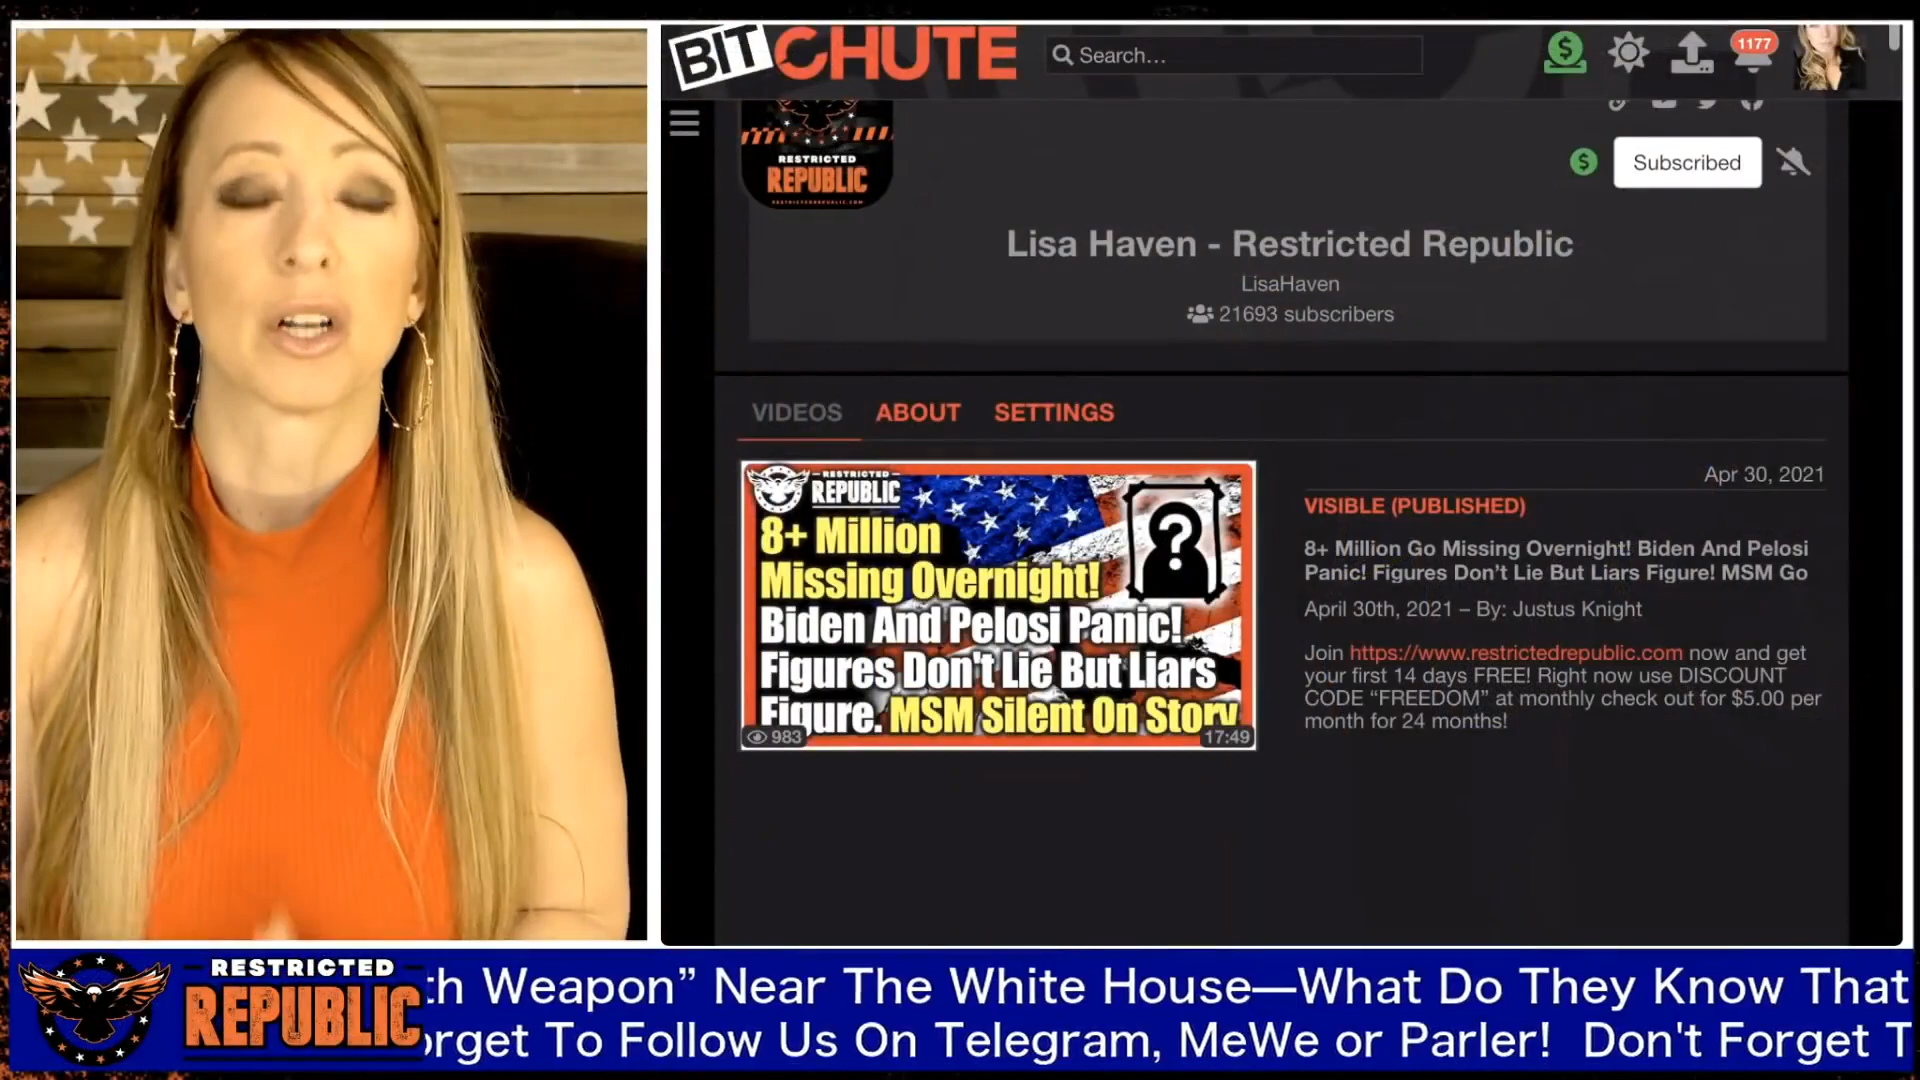 BIT CHUTE
Search...
1177
RESTRICTED
REPUBLIC
Subscribed
Lisa Haven - Restricted Republic
LisaHaven
21693 subscribers
VIDEOS ABOUT SETTINGS
RESTRICTED
REPUBLIC
8+ Million
Missing Overnight!
Biden And Pelosi Panic!
Figures Don't Lie But Liars
Figure. MSM Silent On Story
983
17:49
Apr 30, 2021
VISIBLE (PUBLISHED)
8+ Million Go Missing Overnight! Biden And Pelosi
Panic! Figures Don’t Lie But Liars Figure! MSM Go
April 30th, 2021 – By: Justus Knight
Join https://www.restrictedrepublic.com now and get
your first 14 days FREE! Right now use DISCOUNT
CODE “FREEDOM” at monthly check out for $5.00 per
month for 24 months!
RESTRICTED
REPUBLIC
th Weapon” Near The White House—What Do They Know That
orget To Follow Us On Telegram, MeWe or Parler! Don't Forget T